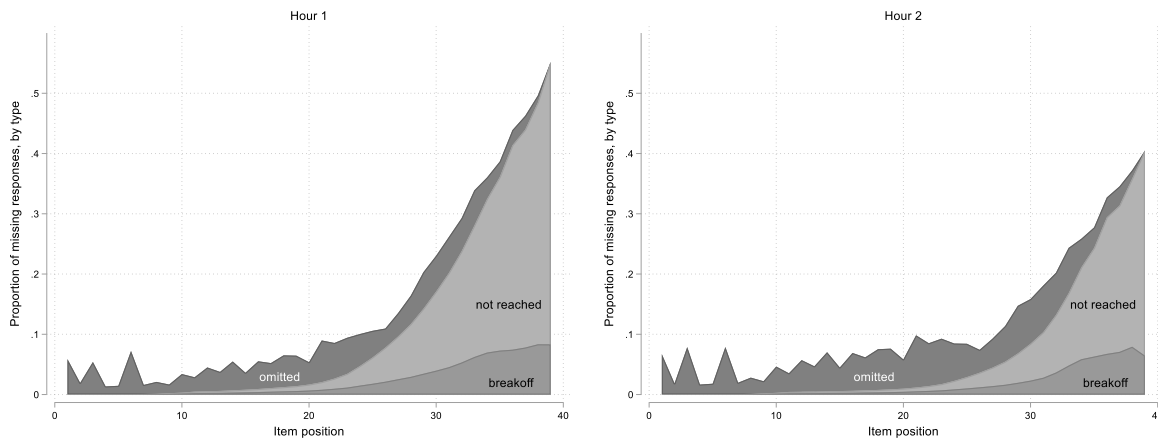 Hour 1
Proportion of missing responses, by type
.5
.4
.3
.2
.1
0
omitted
not reached
breakoff
0 10 20 30 40
Item position
Hour 2
Proportion of missing responses, by type
.5
.4
.3
.2
.1
0
omitted
not reached
breakoff
0 10 20 30 4
Item position